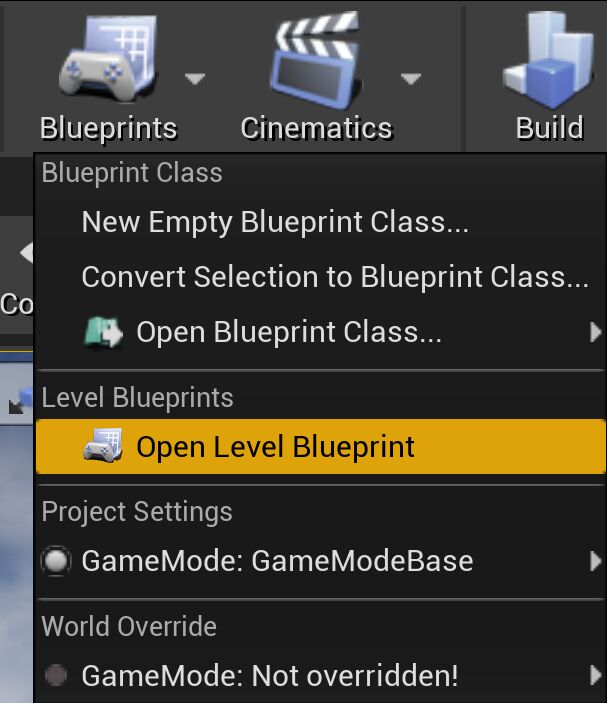 Blueprints Cinematics Build
Blueprint Class
New Empty Blueprint Class...
Convert Selection to Blueprint Class...
Co
Open Blueprint Class...
Level Blueprints
Open Level Blueprint
Project Settings
GameMode: GameModeBase
World Override
GameMode: Not overridden!